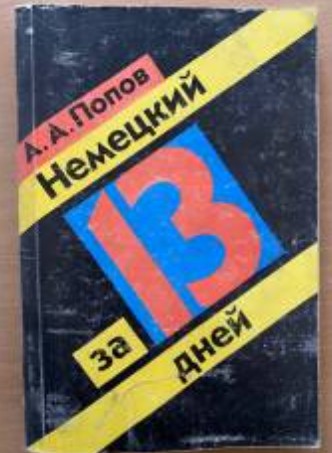 А. А. Попов
Немецкий
за
13
дней